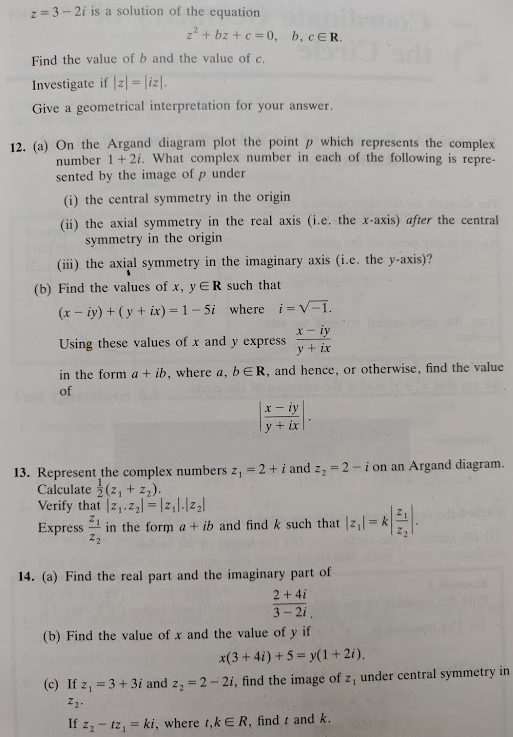 z = 3 − 2i is a solution of the equation
z² + bz + c = 0, b, c ∈ R.
Find the value of b and the value of c.
Investigate if |z| = |iz|.
Give a geometrical interpretation for your answer.
12. (a) On the Argand diagram plot the point p which represents the complex
number 1 + 2i. What complex number in each of the following is repre-
sented by the image of p under
(i) the central symmetry in the origin
(ii) the axial symmetry in the real axis (i.e. the x-axis) after the central
symmetry in the origin
(iii) the axial symmetry in the imaginary axis (i.e. the y-axis)?
(b) Find the values of x, y ∈ R such that
(x − iy) + (y + ix) = 1 − 5i where i = √−1.
Using these values of x and y express (x − iy)/(y + ix)
in the form a + ib, where a, b ∈ R, and hence, or otherwise, find the value
of
|(x − iy)/(y + ix)|.
13. Represent the complex numbers z₁ = 2 + i and z₂ = 2 − i on an Argand diagram.
Calculate ½(z₁ + z₂).
Verify that |z₁.z₂| = |z₁|.|z₂|
Express z₁/z₂ in the form a + ib and find k such that |z₁| = k|z₁/z₂|.
14. (a) Find the real part and the imaginary part of
(2 + 4i)/(3 − 2i).
(b) Find the value of x and the value of y if
x(3 + 4i) + 5 = y(1 + 2i).
(c) If z₁ = 3 + 3i and z₂ = 2 − 2i, find the image of z₁ under central symmetry in
z₂.
If z₂ − tz₁ = ki, where t,k ∈ R, find t and k.